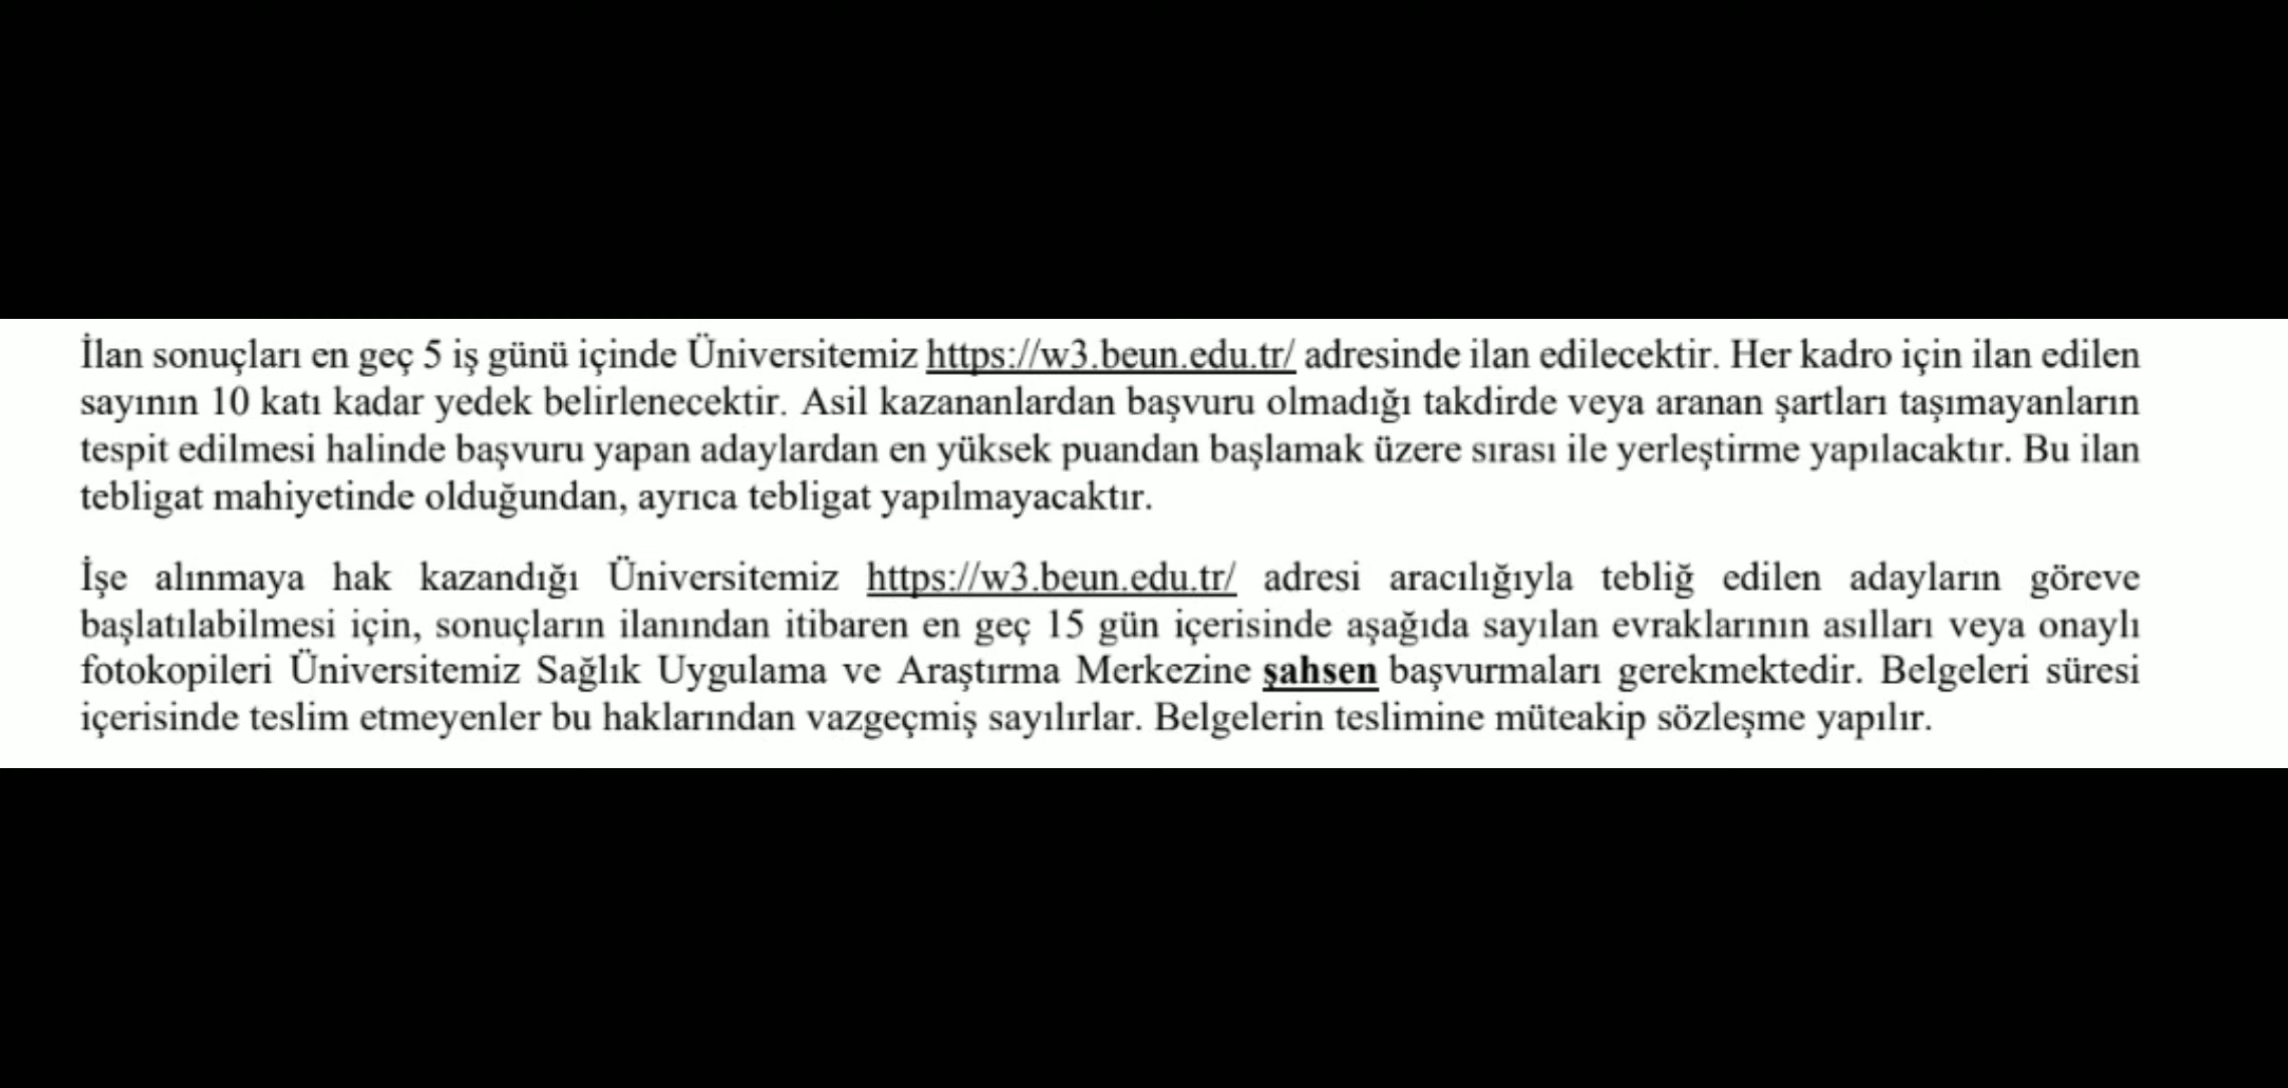 İlan sonuçları en geç 5 iş günü içinde Üniversitemiz https://w3.beun.edu.tr/ adresinde ilan edilecektir. Her kadro için ilan edilen
sayının 10 katı kadar yedek belirlenecektir. Asil kazananlardan başvuru olmadığı takdirde veya aranan şartları taşımayanların
tespit edilmesi halinde başvuru yapan adaylardan en yüksek puandan başlamak üzere sırası ile yerleştirme yapılacaktır. Bu ilan
tebligat mahiyetinde olduğundan, ayrıca tebligat yapılmayacaktır.
İşe alınmaya hak kazandığı Üniversitemiz https://w3.beun.edu.tr/ adresi aracılığıyla tebliğ edilen adayların göreve
başlatılabilmesi için, sonuçların ilanından itibaren en geç 15 gün içerisinde aşağıda sayılan evraklarının asılları veya onaylı
fotokopileri Üniversitemiz Sağlık Uygulama ve Araştırma Merkezine şahsen başvurmaları gerekmektedir. Belgeleri süresi
içerisinde teslim etmeyenler bu haklarından vazgeçmiş sayılırlar. Belgelerin teslimine müteakip sözleşme yapılır.